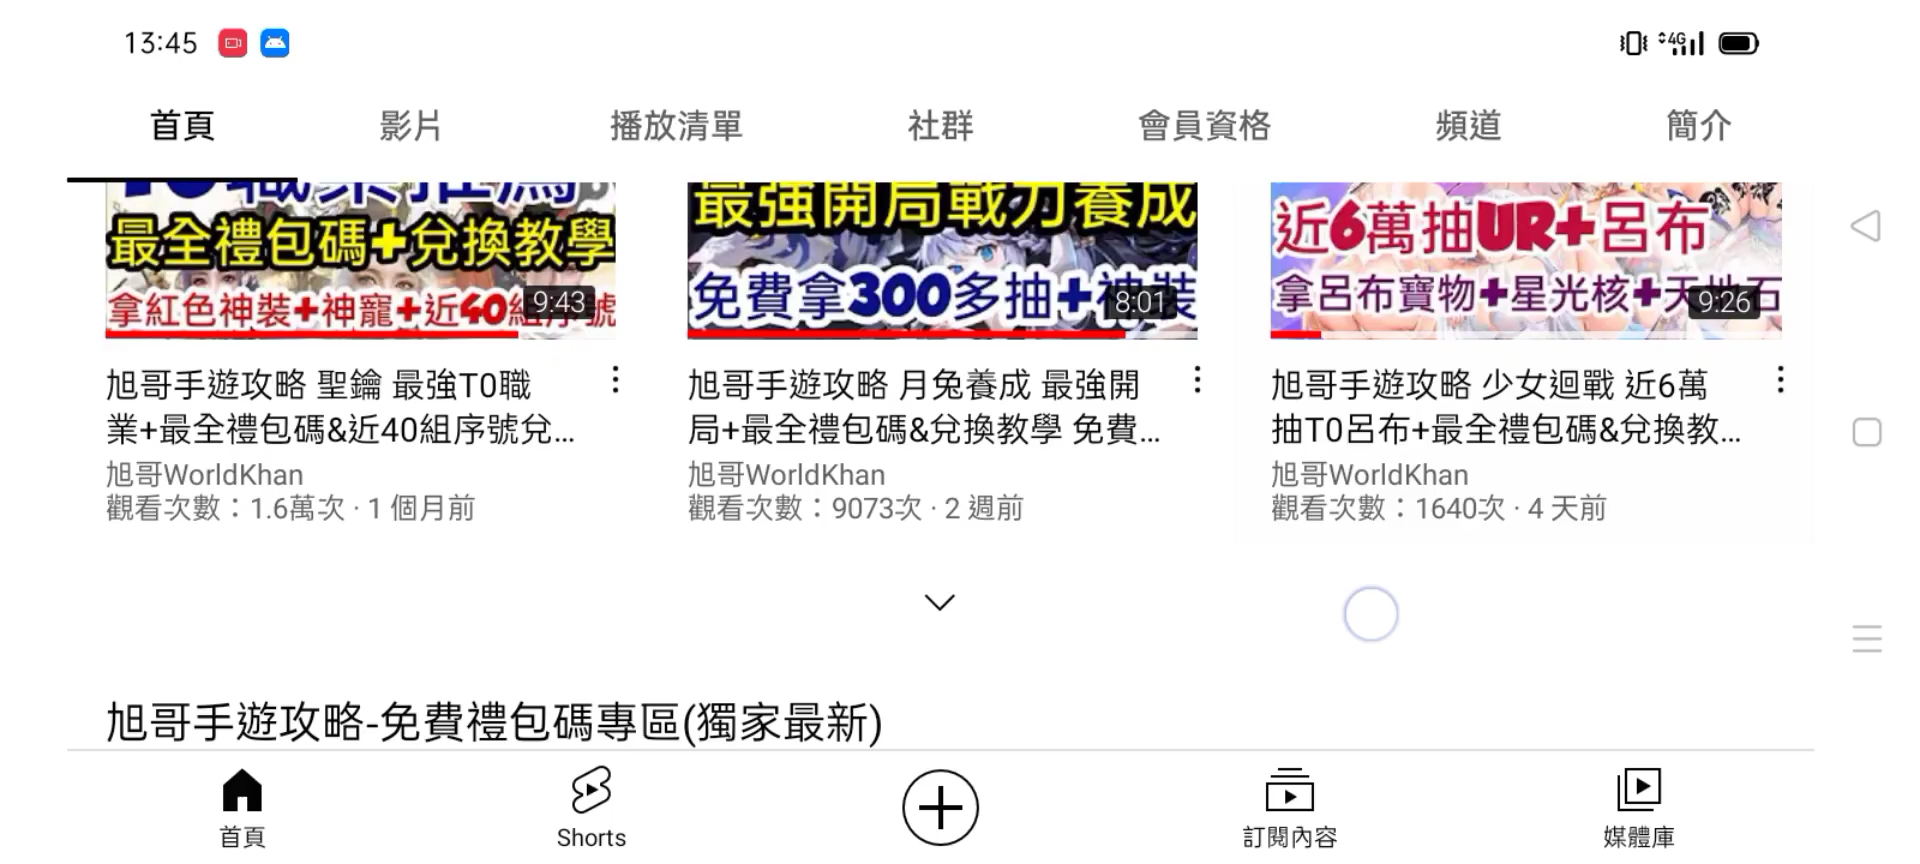 13:45
4G
首頁 影片 播放清單 社群 會員資格 頻道 簡介
最全禮包碼+兌換教學
拿紅色神裝+神寵+近40組序號
9:43
最強開局戰力養成
免費拿300多抽+神裝
8:01
近6萬抽UR+呂布
拿呂布寶物+星光核+天地石
9:26
旭哥手遊攻略 聖鑰 最強T0職
業+最全禮包碼&近40組序號兌...
旭哥WorldKhan
觀看次數：1.6萬次 · 1 個月前
旭哥手遊攻略 月兔養成 最強開
局+最全禮包碼&兌換教學 免費...
旭哥WorldKhan
觀看次數：9073次 · 2 週前
旭哥手遊攻略 少女迴戰 近6萬
抽T0呂布+最全禮包碼&兌換教...
旭哥WorldKhan
觀看次數：1640次 · 4 天前
旭哥手遊攻略-免費禮包碼專區(獨家最新)
首頁 Shorts 訂閱內容 媒體庫